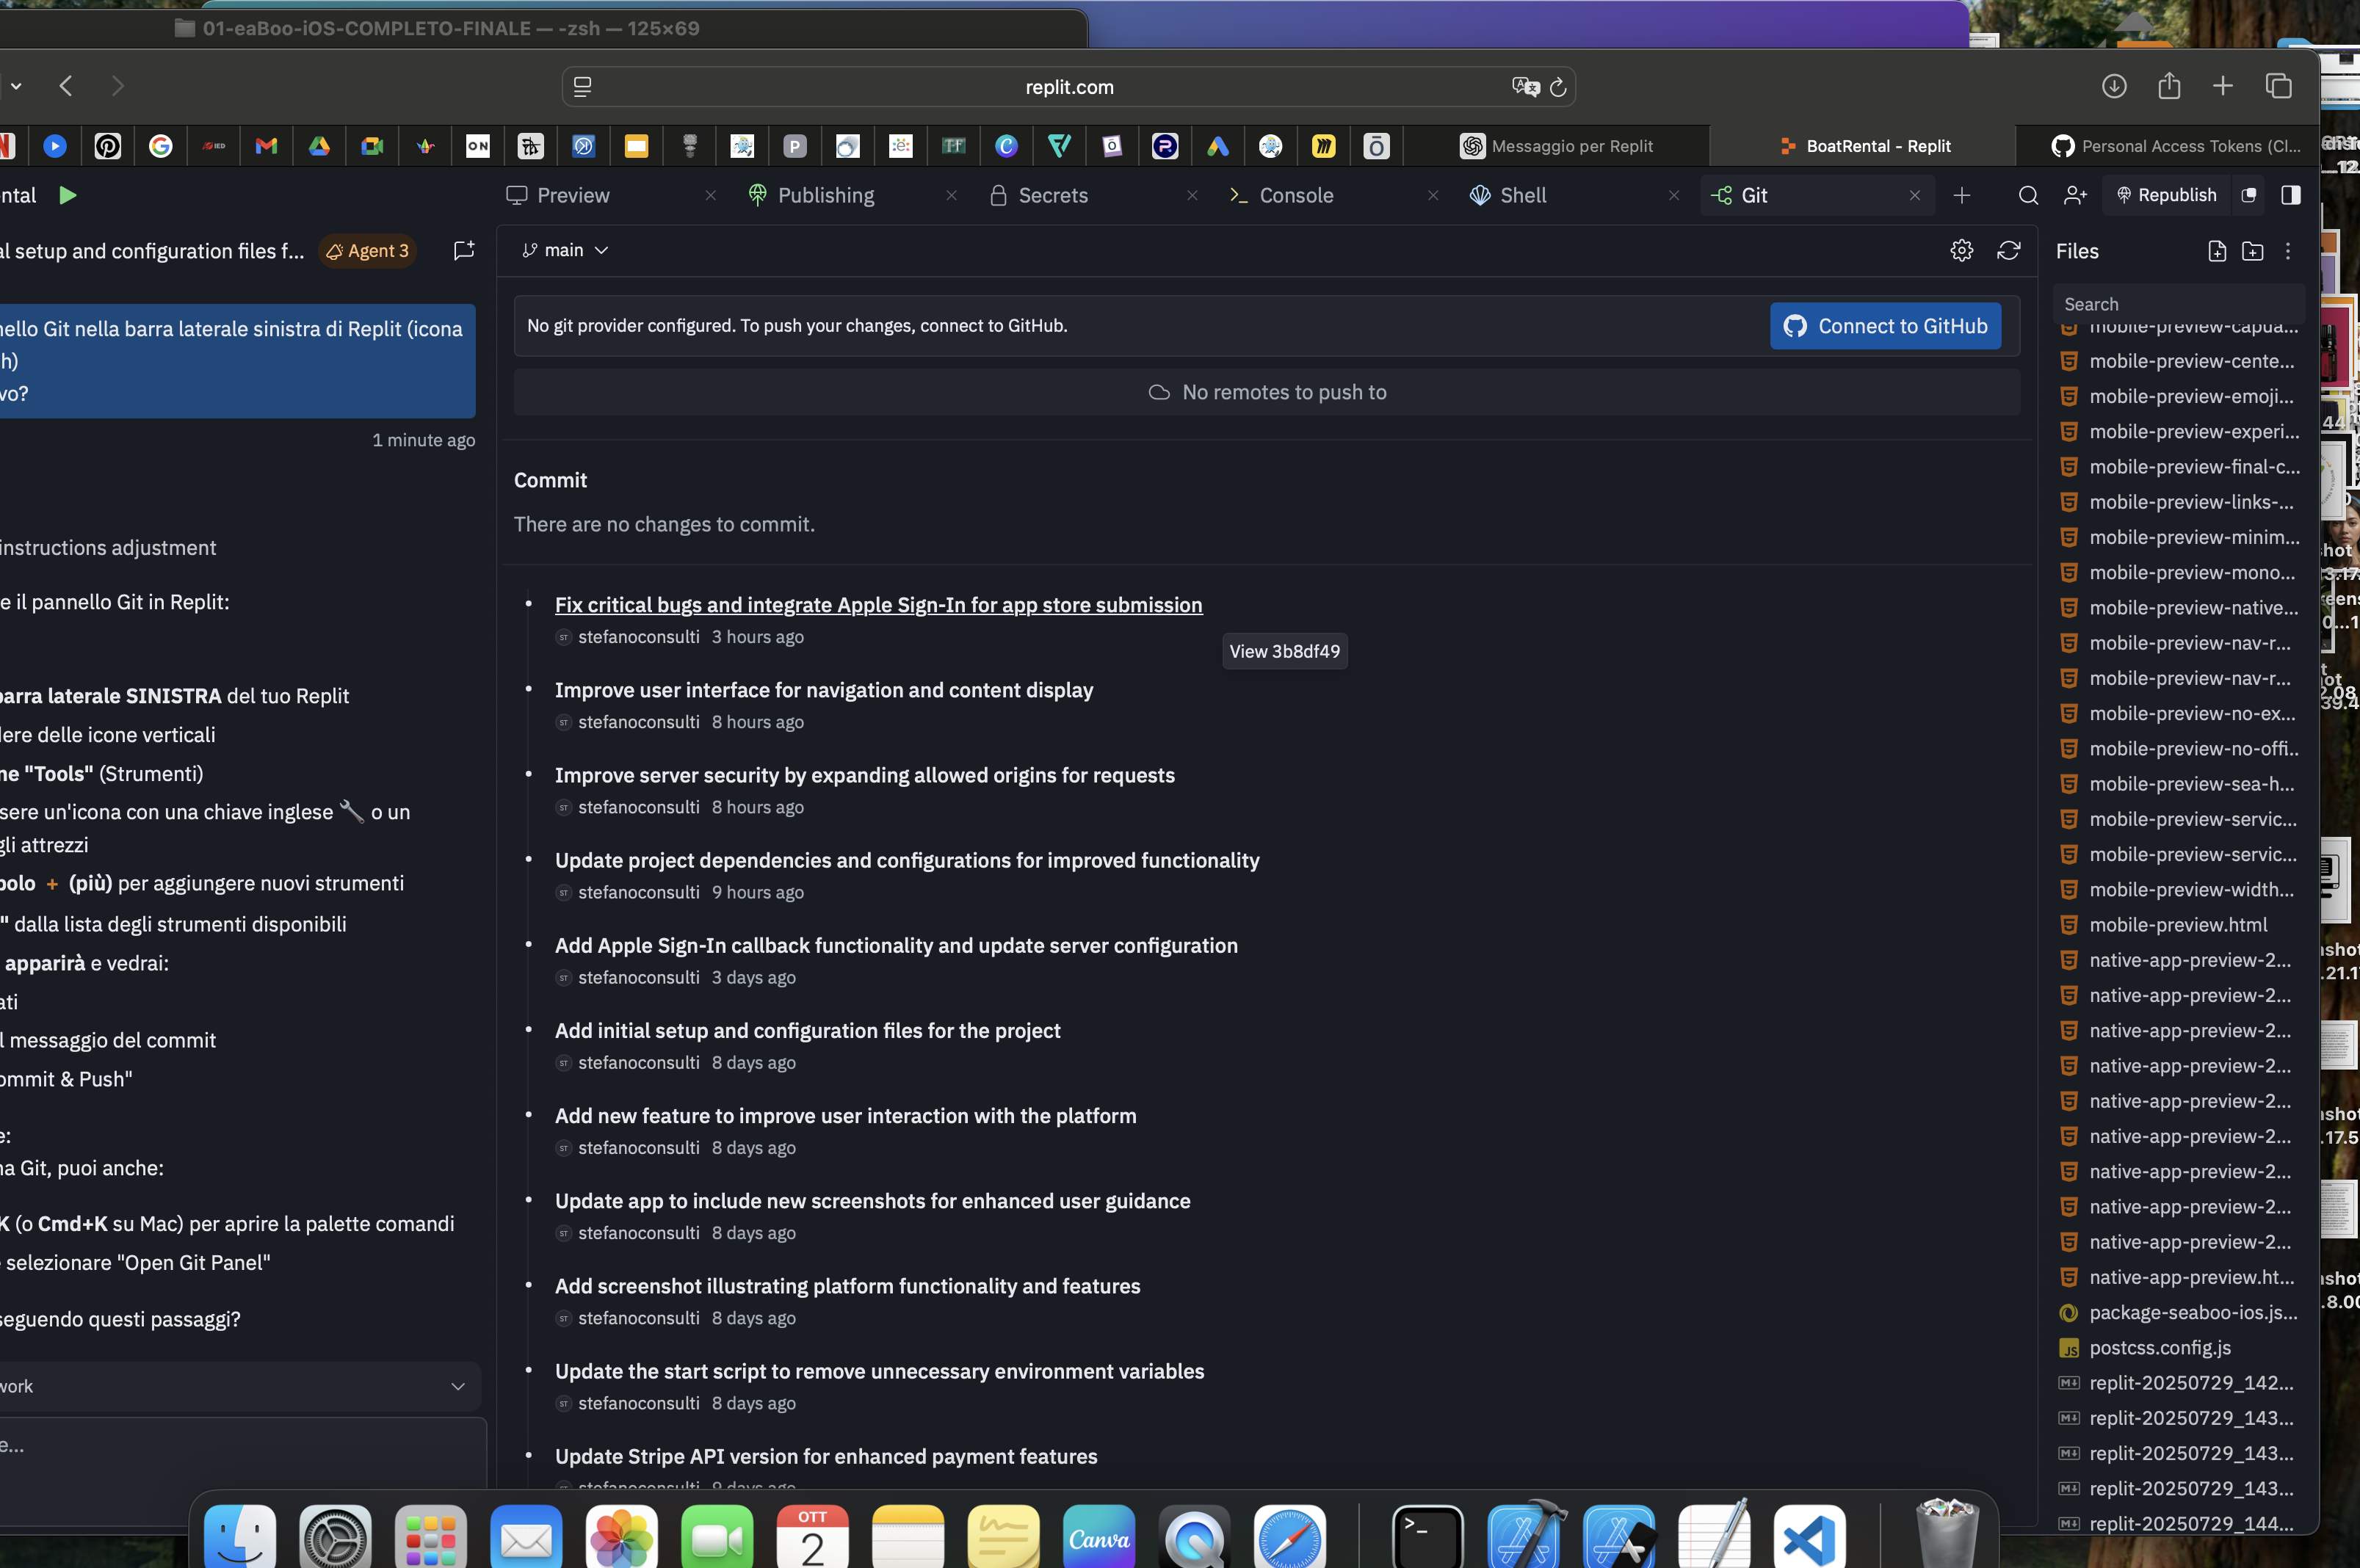 01-eaBoo-iOS-COMPLETO-FINALE — -zsh — 125×69
replit.com
Messaggio per Replit
BoatRental - Replit
Personal Access Tokens (Cl...
ntal
Preview
Publishing
Secrets
Console
Shell
Git
Republish
al setup and configuration files f...
Agent 3
nello Git nella barra laterale sinistra di Replit (icona
h)
vo?
1 minute ago
instructions adjustment
e il pannello Git in Replit:
barra laterale SINISTRA del tuo Replit
dere delle icone verticali
ne "Tools" (Strumenti)
sere un'icona con una chiave inglese 🔧 o un
gli attrezzi
bolo + (più) per aggiungere nuovi strumenti
" dalla lista degli strumenti disponibili
apparirà e vedrai:
ati
l messaggio del commit
ommit & Push"
e:
na Git, puoi anche:
K (o Cmd+K su Mac) per aprire la palette comandi
selezionare "Open Git Panel"
seguendo questi passaggi?
work
e...
main
No git provider configured. To push your changes, connect to GitHub.
Connect to GitHub
No remotes to push to
Commit
There are no changes to commit.
Fix critical bugs and integrate Apple Sign-In for app store submission
ST stefanoconsulti 3 hours ago
View 3b8df49
Improve user interface for navigation and content display
ST stefanoconsulti 8 hours ago
Improve server security by expanding allowed origins for requests
ST stefanoconsulti 8 hours ago
Update project dependencies and configurations for improved functionality
ST stefanoconsulti 9 hours ago
Add Apple Sign-In callback functionality and update server configuration
ST stefanoconsulti 3 days ago
Add initial setup and configuration files for the project
ST stefanoconsulti 8 days ago
Add new feature to improve user interaction with the platform
ST stefanoconsulti 8 days ago
Update app to include new screenshots for enhanced user guidance
ST stefanoconsulti 8 days ago
Add screenshot illustrating platform functionality and features
ST stefanoconsulti 8 days ago
Update the start script to remove unnecessary environment variables
ST stefanoconsulti 8 days ago
Update Stripe API version for enhanced payment features
stefanoconsulti 9 days ago
Files
Search
mobile-preview-capua...
mobile-preview-cente...
mobile-preview-emoji...
mobile-preview-experi...
mobile-preview-final-c...
mobile-preview-links-...
mobile-preview-minim...
mobile-preview-mono...
mobile-preview-native...
mobile-preview-nav-r...
mobile-preview-nav-r...
mobile-preview-no-ex...
mobile-preview-no-offi...
mobile-preview-sea-h...
mobile-preview-servic...
mobile-preview-servic...
mobile-preview-width...
mobile-preview.html
native-app-preview-2...
native-app-preview-2...
native-app-preview-2...
native-app-preview-2...
native-app-preview-2...
native-app-preview-2...
native-app-preview-2...
native-app-preview-2...
native-app-preview-2...
native-app-preview.ht...
package-seaboo-ios.js...
postcss.config.js
replit-20250729_142...
replit-20250729_143...
replit-20250729_143...
replit-20250729_143...
replit-20250729_144...
OTT
2
Canva